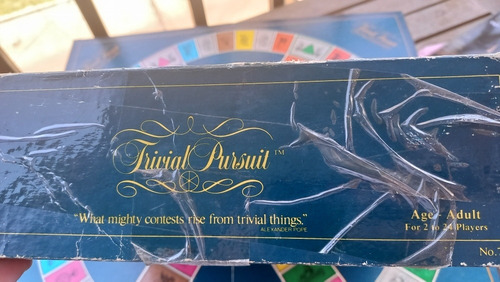 Trivial Pursuit™
"What mighty contests rise from trivial things."
ALEXANDER POPE
Age - Adult
For 2 to 24 Players
No.